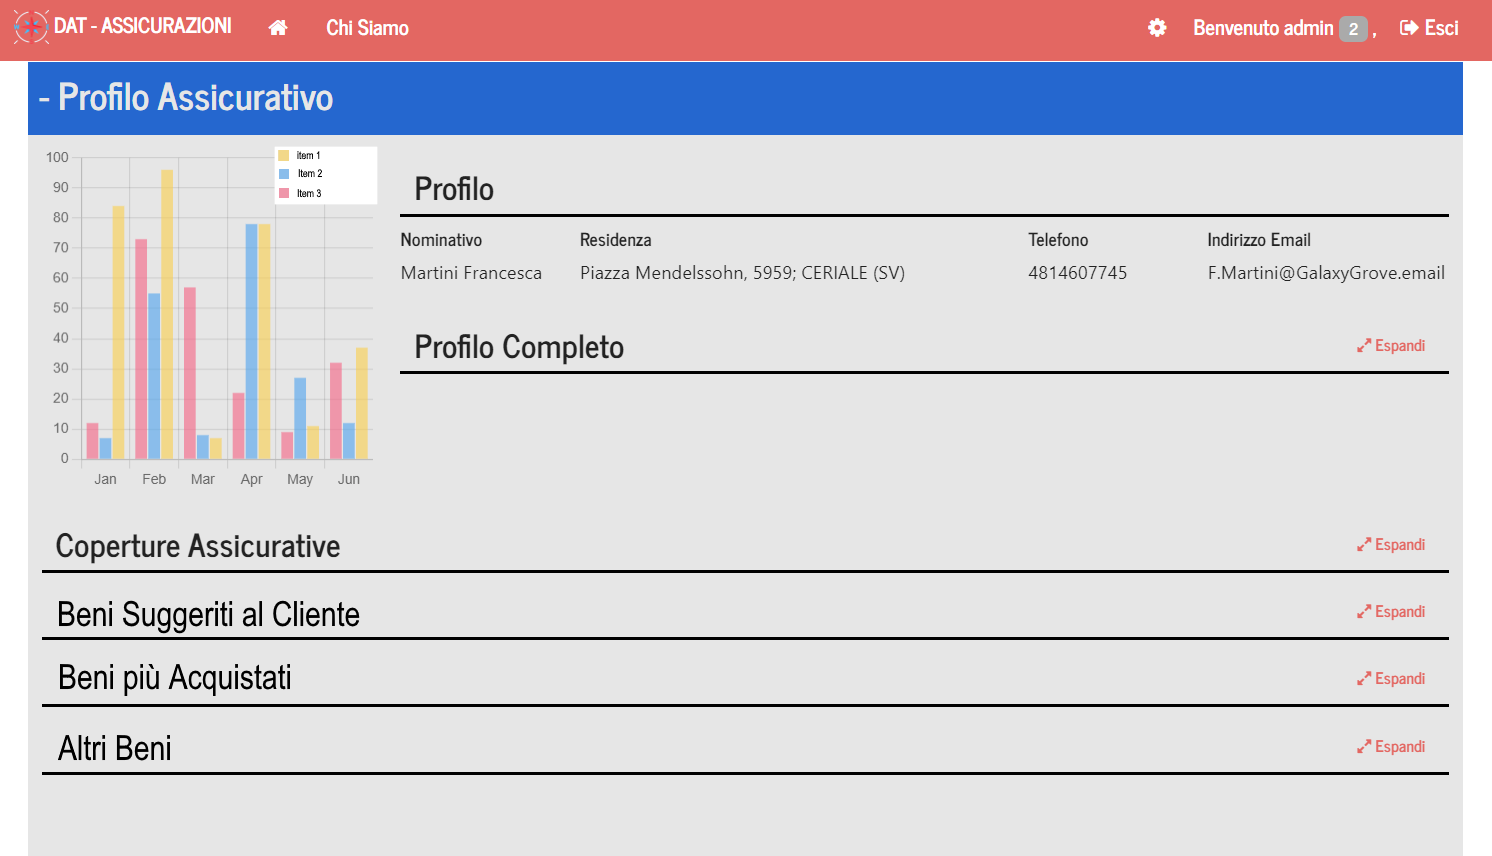 DAT - ASSICURAZIONI
Chi Siamo
Benvenuto admin 2 ,
Esci
- Profilo Assicurativo
item 1
Item 2
Item 3
100
90
80
70
60
50
40
30
20
10
0
Jan Feb Mar Apr May Jun
Profilo
Nominativo Residenza Telefono Indirizzo Email
Martini Francesca Piazza Mendelssohn, 5959; CERIALE (SV) 4814607745 F.Martini@GalaxyGrove.email
Profilo Completo Espandi
Coperture Assicurative Espandi
Beni Suggeriti al Cliente Espandi
Beni più Acquistati Espandi
Altri Beni Espandi